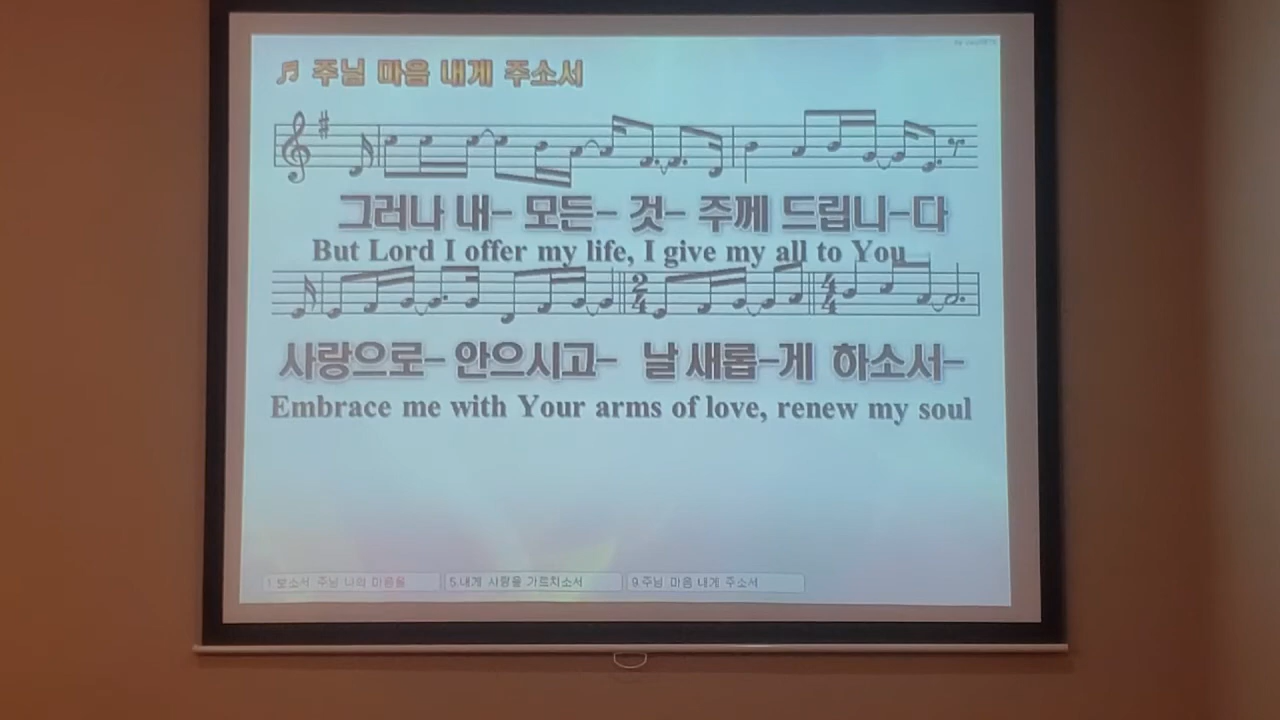 주님 마음 내게 주소서
그러나 내- 모든- 것- 주께 드립니-다
But Lord I offer my life, I give my all to You
2 4 4 4
사랑으로- 안으시고- 날 새롭-게 하소서-
Embrace me with Your arms of love, renew my soul
1.보소서 주님 나의 마음을 5.내게 사랑을 가르치소서 9.주님 마음 내게 주소서